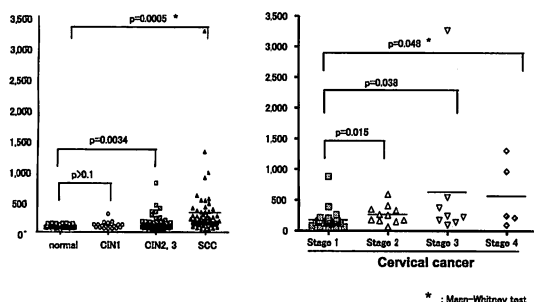 p=0.0005 *
3,500
3,000
2,500
2,000
1,500
1,000
500
0
p=0.0034
p>0.1
normal CIN1 CIN2, 3 SCC
3,500
3,000
2,500
2,000
1,500
1,000
500
0
p=0.048 *
p=0.038
p=0.015
Stage 1 Stage 2 Stage 3 Stage 4
Cervical cancer
* : Mann-Whitney test